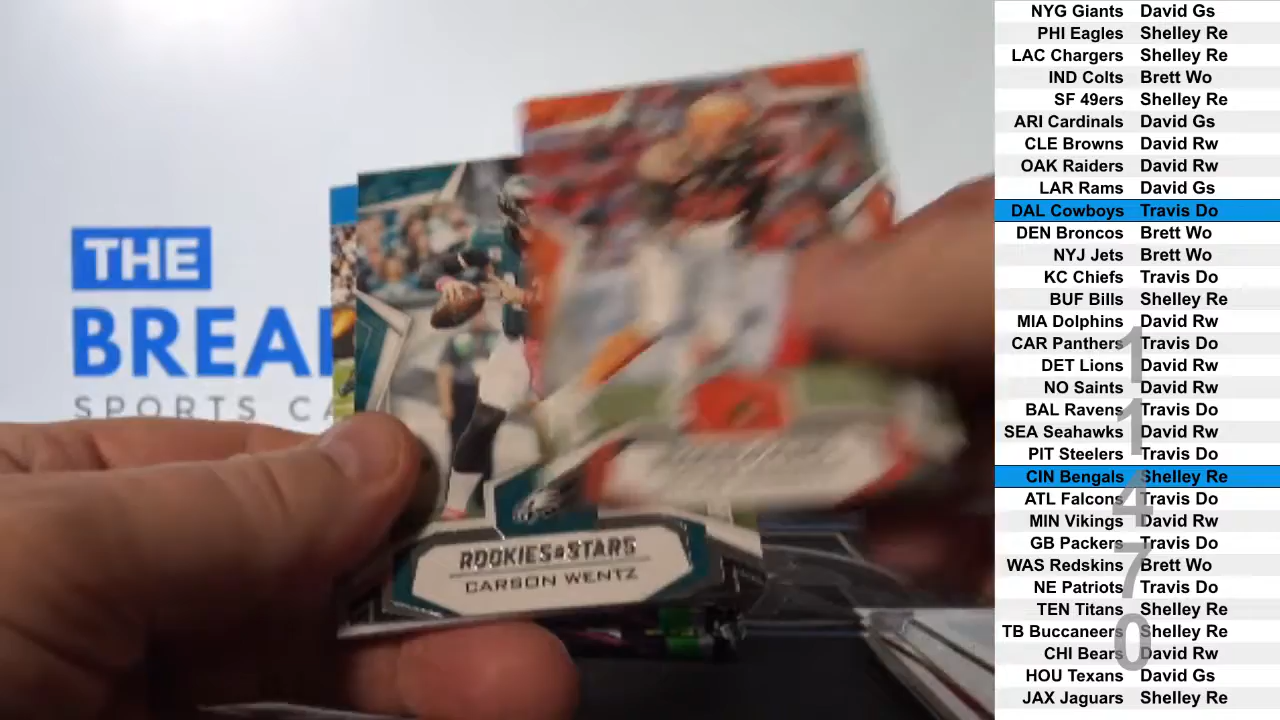 THE
BREA
SPORTS CA
ROOKIES & STARS
CARSON WENTZ
NYG Giants David Gs
PHI Eagles Shelley Re
LAC Chargers Shelley Re
IND Colts Brett Wo
SF 49ers Shelley Re
ARI Cardinals David Gs
CLE Browns David Rw
OAK Raiders David Rw
LAR Rams David Gs
DAL Cowboys Travis Do
DEN Broncos Brett Wo
NYJ Jets Brett Wo
KC Chiefs Travis Do
BUF Bills Shelley Re
MIA Dolphins David Rw
CAR Panthers Travis Do
DET Lions David Rw
NO Saints David Rw
BAL Ravens Travis Do
SEA Seahawks David Rw
PIT Steelers Travis Do
CIN Bengals Shelley Re
ATL Falcons Travis Do
MIN Vikings David Rw
GB Packers Travis Do
WAS Redskins Brett Wo
NE Patriots Travis Do
TEN Titans Shelley Re
TB Buccaneers Shelley Re
CHI Bears David Rw
HOU Texans David Gs
JAX Jaguars Shelley Re
1
1
4
7
0